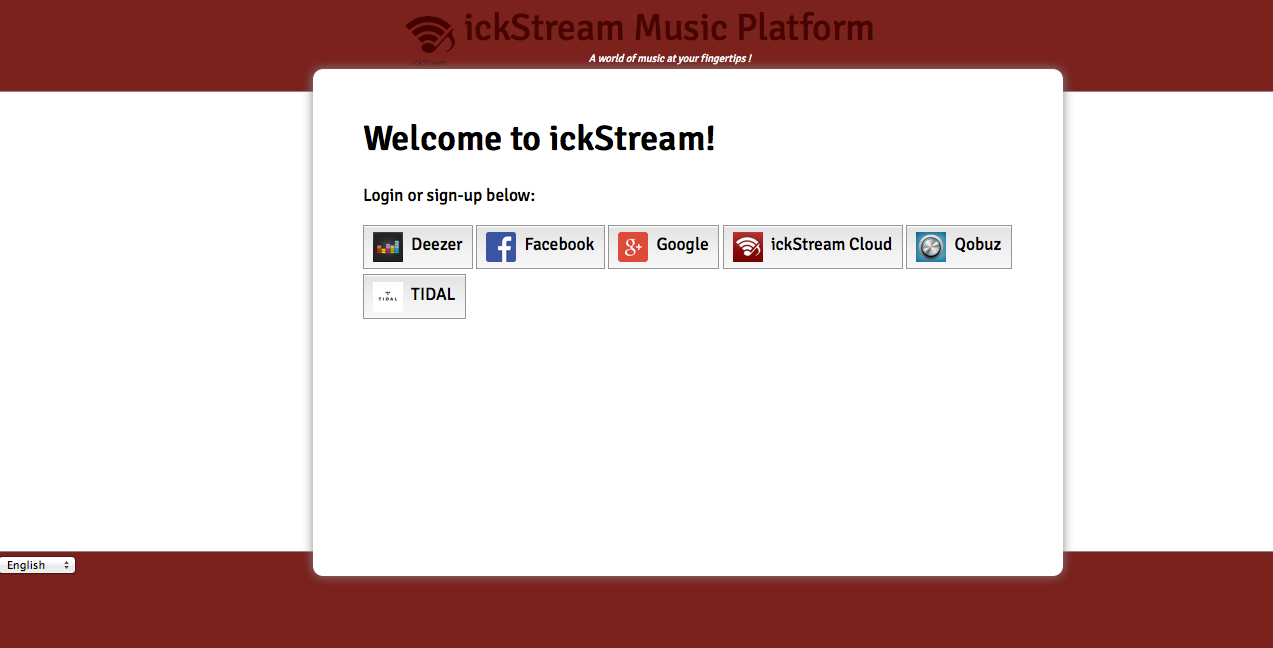 ickStream Music Platform
ickStream
A world of music at your fingertips !
Welcome to ickStream!
Login or sign-up below:
Deezer Facebook g+ Google ickStream Cloud Qobuz
TIDAL TIDAL
English